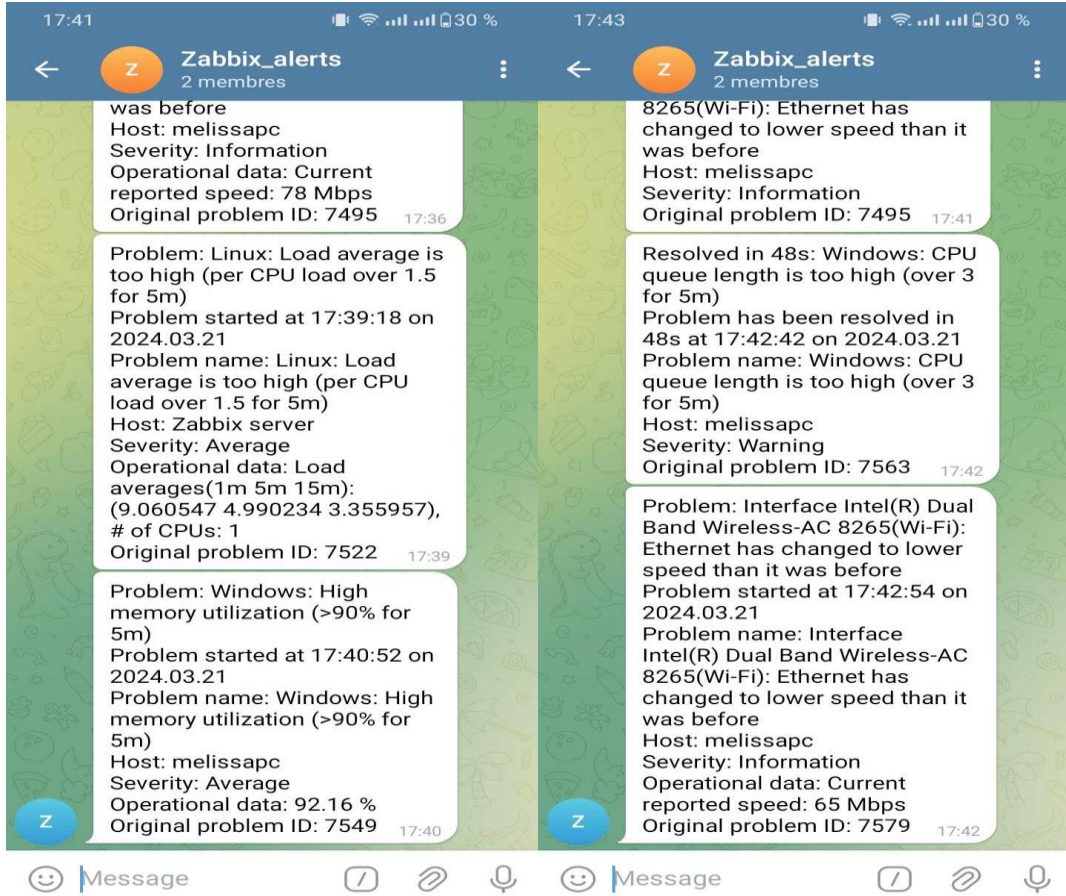 17:41
30 %
Z
Zabbix_alerts
2 membres
was before
Host: melissapc
Severity: Information
Operational data: Current
reported speed: 78 Mbps
Original problem ID: 7495
17:36
Problem: Linux: Load average is
too high (per CPU load over 1.5
for 5m)
Problem started at 17:39:18 on
2024.03.21
Problem name: Linux: Load
average is too high (per CPU
load over 1.5 for 5m)
Host: Zabbix server
Severity: Average
Operational data: Load
averages(1m 5m 15m):
(9.060547 4.990234 3.355957),
# of CPUs: 1
Original problem ID: 7522
17:39
Problem: Windows: High
memory utilization (>90% for
5m)
Problem started at 17:40:52 on
2024.03.21
Problem name: Windows: High
memory utilization (>90% for
5m)
Host: melissapc
Severity: Average
Operational data: 92.16 %
Original problem ID: 7549
17:40
Z
Message
17:43
30 %
Z
Zabbix_alerts
2 membres
8265(Wi-Fi): Ethernet has
changed to lower speed than it
was before
Host: melissapc
Severity: Information
Original problem ID: 7495
17:41
Resolved in 48s: Windows: CPU
queue length is too high (over 3
for 5m)
Problem has been resolved in
48s at 17:42:42 on 2024.03.21
Problem name: Windows: CPU
queue length is too high (over 3
for 5m)
Host: melissapc
Severity: Warning
Original problem ID: 7563
17:42
Problem: Interface Intel(R) Dual
Band Wireless-AC 8265(Wi-Fi):
Ethernet has changed to lower
speed than it was before
Problem started at 17:42:54 on
2024.03.21
Problem name: Interface
Intel(R) Dual Band Wireless-AC
8265(Wi-Fi): Ethernet has
changed to lower speed than it
was before
Host: melissapc
Severity: Information
Operational data: Current
reported speed: 65 Mbps
Original problem ID: 7579
17:42
Z
Message